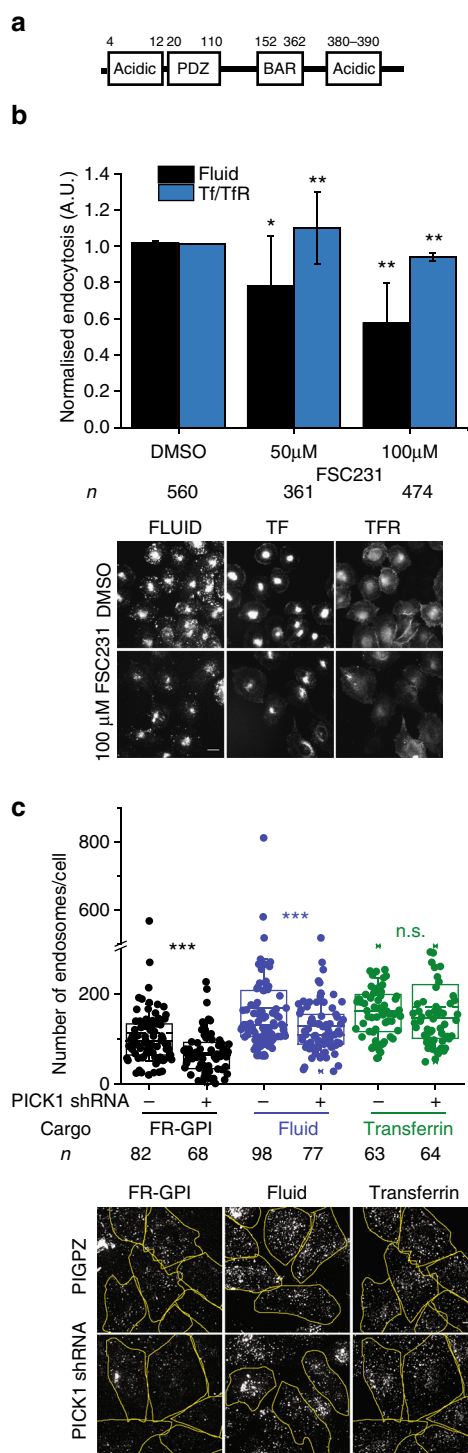 a
4 12 20 110 152 362 380–390
Acidic PDZ BAR Acidic
b
Normalised endocytosis (A.U.)
1.4
1.2
1.0
0.8
0.6
0.4
0.2
0.0
Fluid
Tf/TfR
* ** ** **
DMSO 50μM 100μM
FSC231
n 560 361 474
FLUID TF TFR
DMSO
100 μM FSC231
c
Number of endosomes/cell
800
600
200
0
*** *** n.s.
PICK1 shRNA – + – + – +
Cargo FR-GPI Fluid Transferrin
n 82 68 98 77 63 64
FR-GPI Fluid Transferrin
PIGPZ
PICK1 shRNA